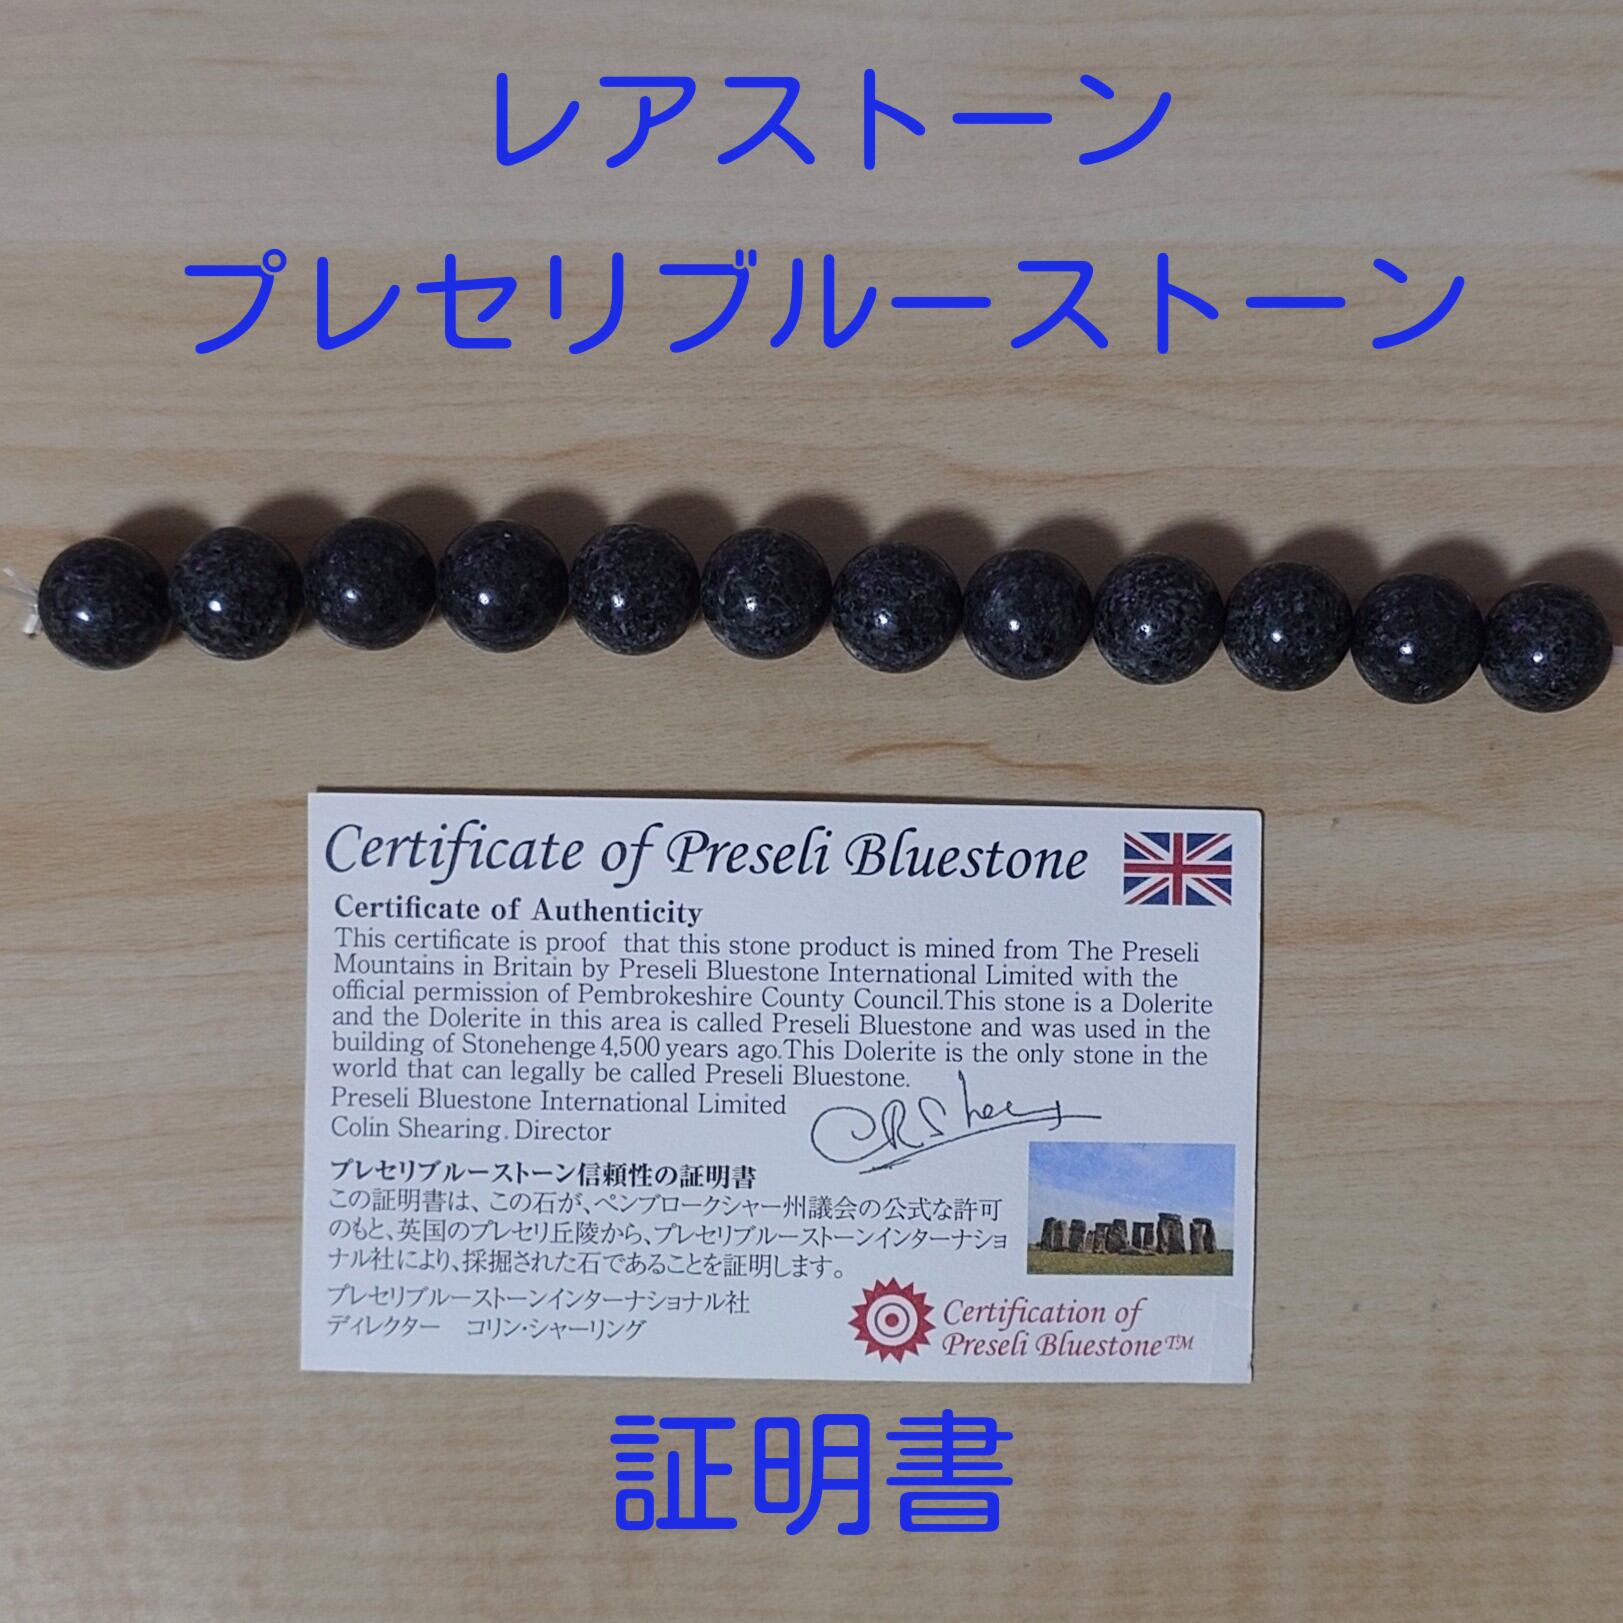 レアストーン
プレセリブルーストーン
Certificate of Preseli Bluestone
Certificate of Authenticity
This certificate is proof that this stone product is mined from The Preseli
Mountains in Britain by Preseli Bluestone International Limited with the
official permission of Pembrokeshire County Council.This stone is a Dolerite
and the Dolerite in this area is called Preseli Bluestone and was used in the
building of Stonehenge 4,500 years ago.This Dolerite is the only stone in the
world that can legally be called Preseli Bluestone.
Preseli Bluestone International Limited
Colin Shearing. Director
プレセリブルーストーン信頼性の証明書
この証明書は、この石が、ペンブロークシャー州議会の公式な許可
のもと、英国のプレセリ丘陵から、プレセリブルーストーンインターナショ
ナル社により、採掘された石であることを証明します。
プレセリブルーストーンインターナショナル社
ディレクター　コリン・シャーリング
Certification of
Preseli Bluestone™
証明書